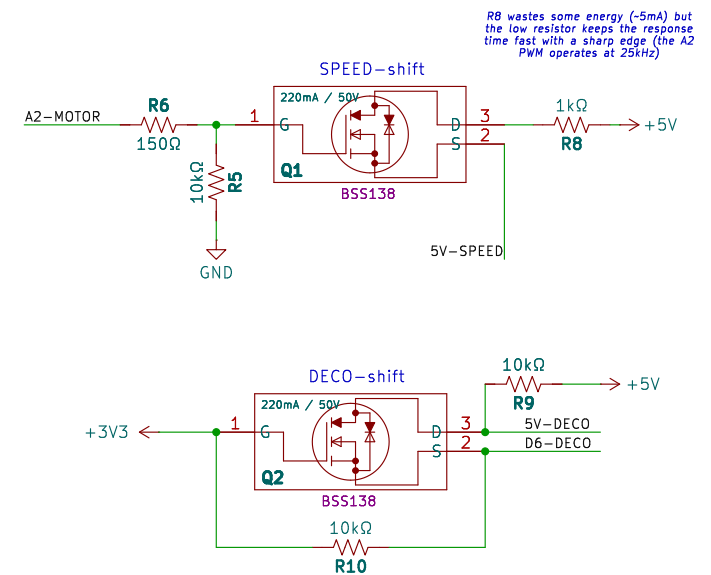 R8 wastes some energy (~5mA) but
the low resistor keeps the response
time fast with a sharp edge (the A2
PWM operates at 25kHz)
SPEED-shift
220mA / 50V
A2-MOTOR
R6
150Ω
1
G
D
3
S
2
1kΩ
R8
+5V
10kΩ
R5
Q1
BSS138
5V-SPEED
GND
DECO-shift
220mA / 50V
10kΩ
R9
+5V
+3V3
1
G
D
3
S
2
5V-DECO
D6-DECO
Q2
BSS138
10kΩ
R10